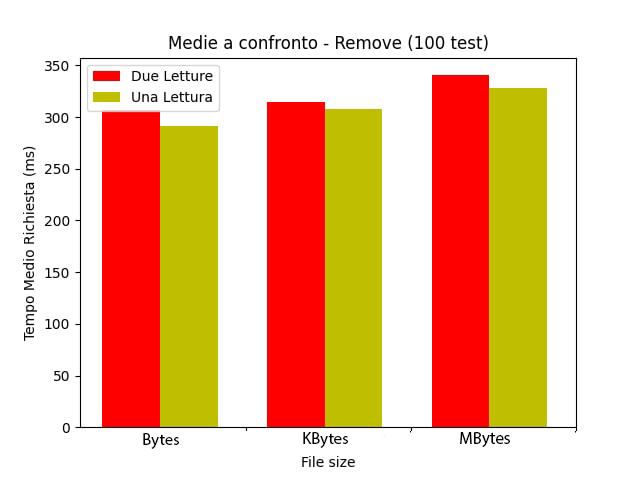 Medie a confronto - Remove (100 test)
Due Letture
Una Lettura
Tempo Medio Richiesta (ms)
350
300
250
200
150
100
50
0
Bytes KBytes MBytes
File size